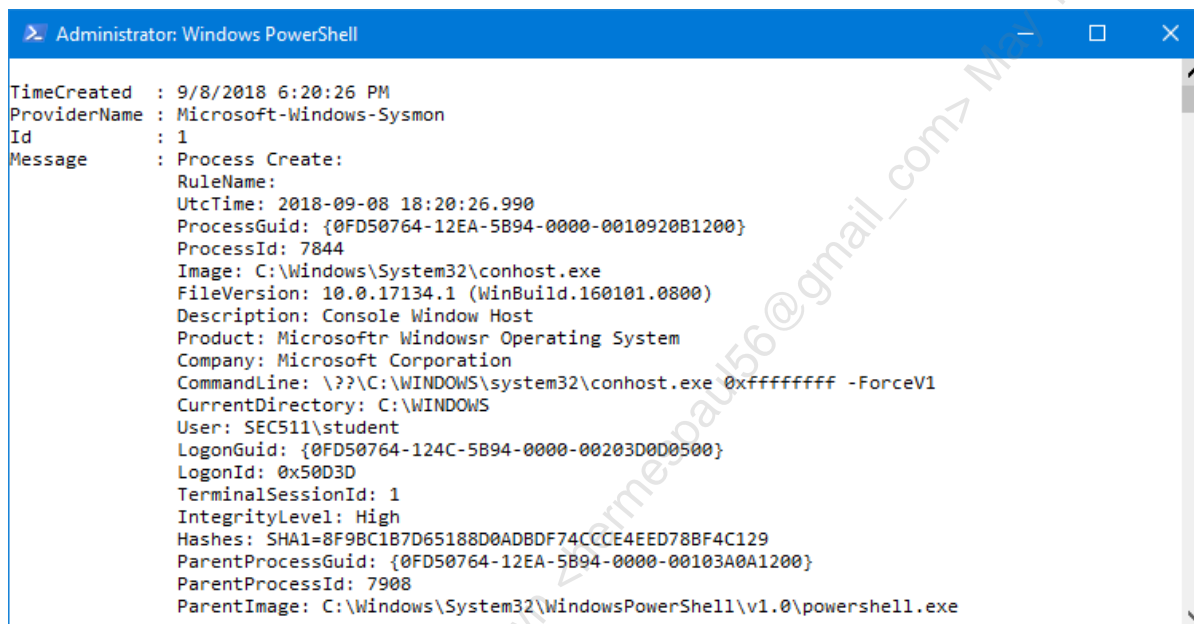 Administrator: Windows PowerShell
TimeCreated : 9/8/2018 6:20:26 PM
ProviderName : Microsoft-Windows-Sysmon
Id : 1
Message : Process Create:
RuleName:
UtcTime: 2018-09-08 18:20:26.990
ProcessGuid: {0FD50764-12EA-5B94-0000-0010920B1200}
ProcessId: 7844
Image: C:\Windows\System32\conhost.exe
FileVersion: 10.0.17134.1 (WinBuild.160101.0800)
Description: Console Window Host
Product: Microsoftr Windowsr Operating System
Company: Microsoft Corporation
CommandLine: \??\C:\WINDOWS\system32\conhost.exe 0xffffffff -ForceV1
CurrentDirectory: C:\WINDOWS
User: SEC511\student
LogonGuid: {0FD50764-124C-5B94-0000-00203D0D0500}
LogonId: 0x50D3D
TerminalSessionId: 1
IntegrityLevel: High
Hashes: SHA1=8F9BC1B7D65188D0ADBDF74CCCE4EED78BF4C129
ParentProcessGuid: {0FD50764-12EA-5B94-0000-00103A0A1200}
ParentProcessId: 7908
ParentImage: C:\Windows\System32\WindowsPowerShell\v1.0\powershell.exe